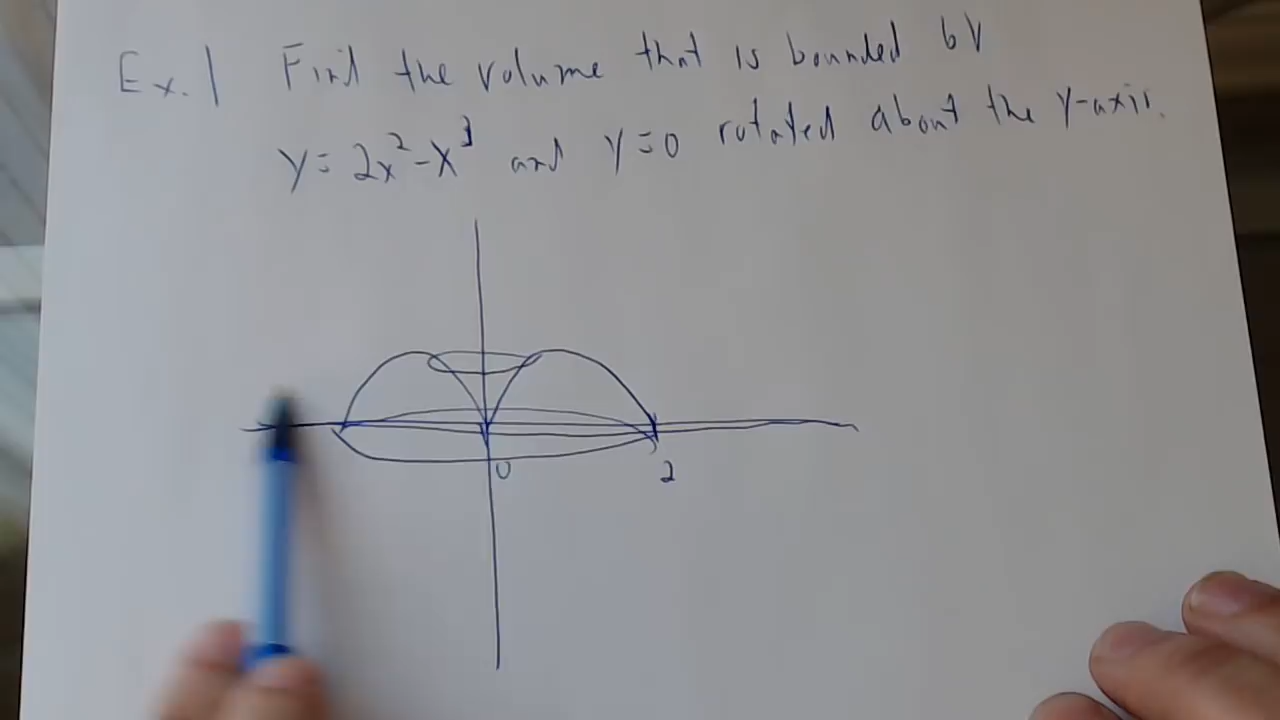 Ex. 1 Find the volume that is bounded by
y = 2x² - x³ and y = 0 rotated about the y-axis.
0
2